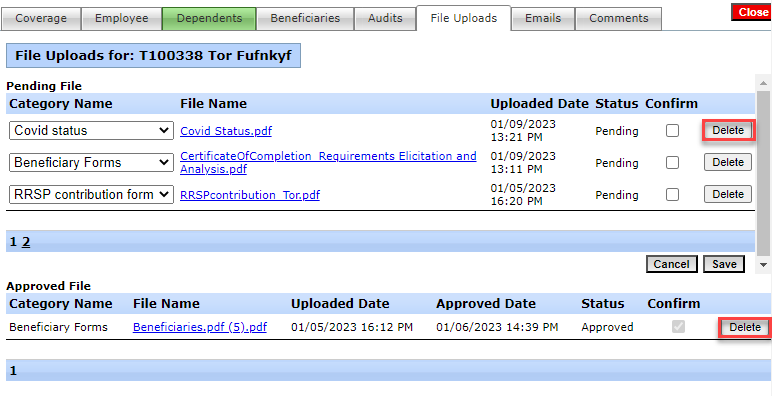 Close
Coverage Employee Dependents Beneficiaries Audits File Uploads Emails Comments
File Uploads for: T100338 Tor Fufnkyf
Pending File
Category Name File Name Uploaded Date Status Confirm
Covid status Covid Status.pdf 01/09/2023 13:21 PM Pending Delete
Beneficiary Forms CertificateOfCompletion_Requirements Elicitation and Analysis.pdf 01/09/2023 13:11 PM Pending Delete
RRSP contribution form RRSPcontribution_Tor.pdf 01/05/2023 16:20 PM Pending Delete
1 2
Cancel Save
Approved File
Category Name File Name Uploaded Date Approved Date Status Confirm
Beneficiary Forms Beneficiaries.pdf (5).pdf 01/05/2023 16:12 PM 01/06/2023 14:39 PM Approved Delete
1